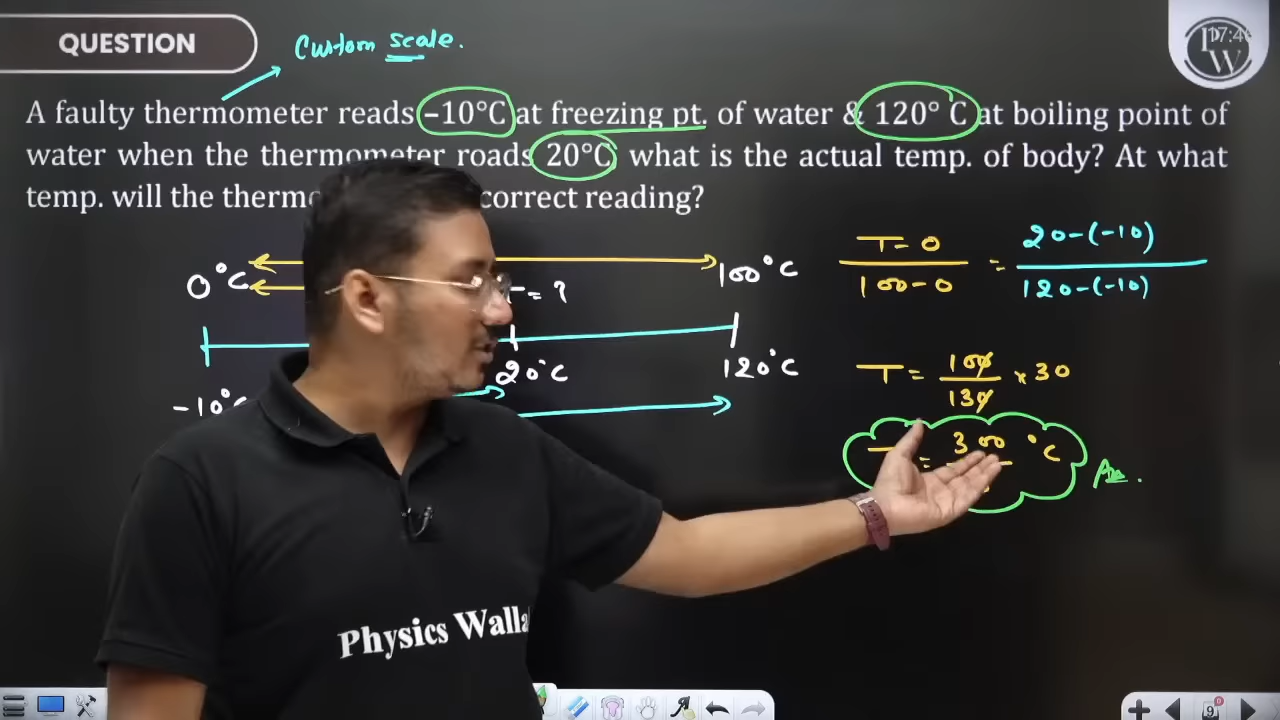 QUESTION
Custom scale.
A faulty thermometer reads –10°C at freezing pt. of water & 120° C at boiling point of
water when the thermometer roads 20°C what is the actual temp. of body? At what
temp. will the thermo correct reading?
0°C
100°C
T = ?
20°C
120°C
-10°C
T - 0 / 100 - 0 = 20-(-10) / 120-(-10)
T = 100/130 × 30
= 300 °C
Ans.
Physics Walla